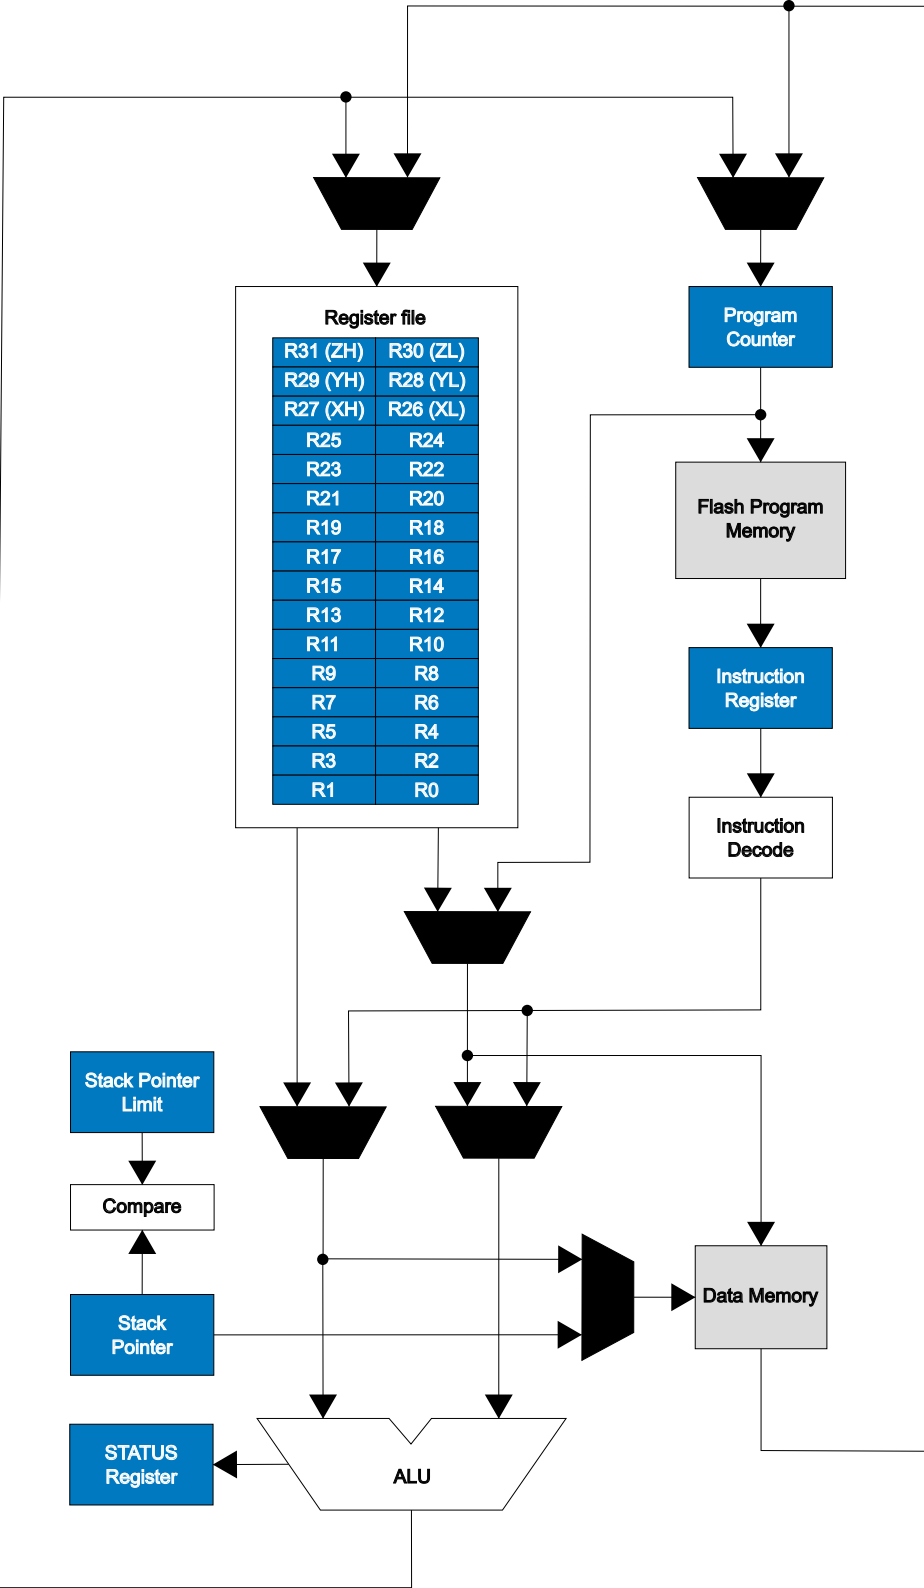 Register file
R31 (ZH) R30 (ZL)
R29 (YH) R28 (YL)
R27 (XH) R26 (XL)
R25 R24
R23 R22
R21 R20
R19 R18
R17 R16
R15 R14
R13 R12
R11 R10
R9 R8
R7 R6
R5 R4
R3 R2
R1 R0
Program
Counter
Flash Program
Memory
Instruction
Register
Instruction
Decode
Stack Pointer
Limit
Compare
Stack
Pointer
Data Memory
STATUS
Register
ALU